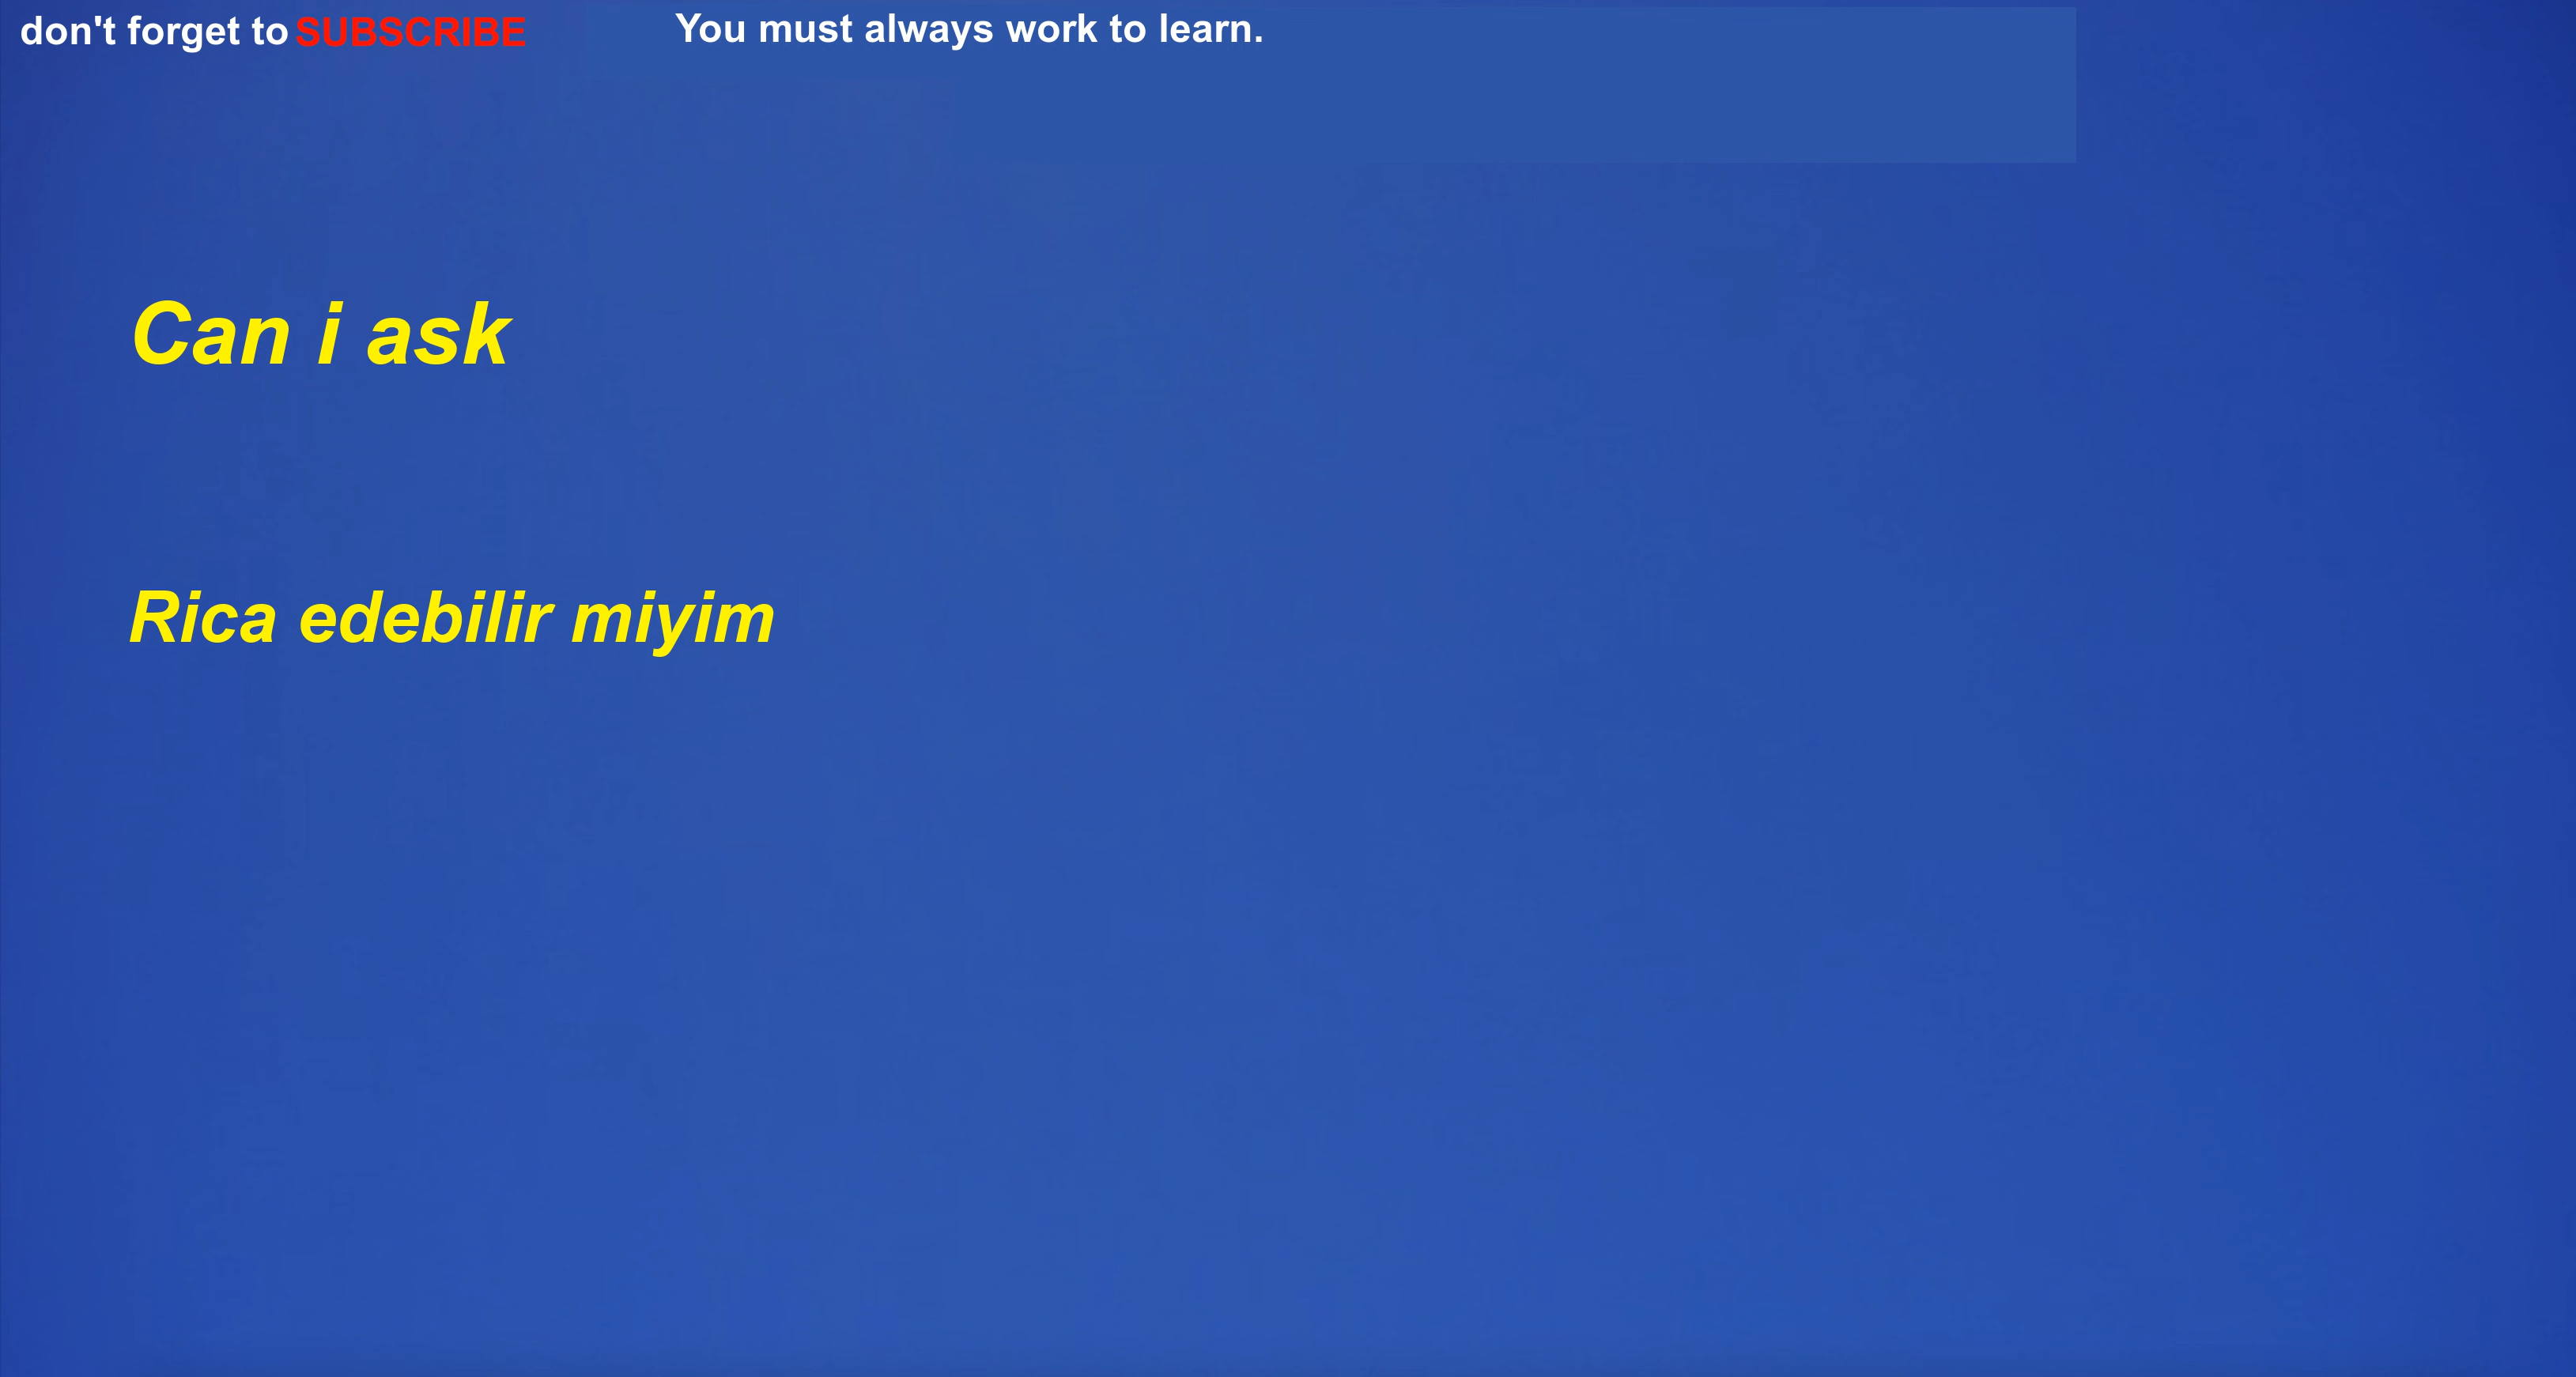 don't forget to SUBSCRIBE
You must always work to learn.
Can i ask
Rica edebilir miyim